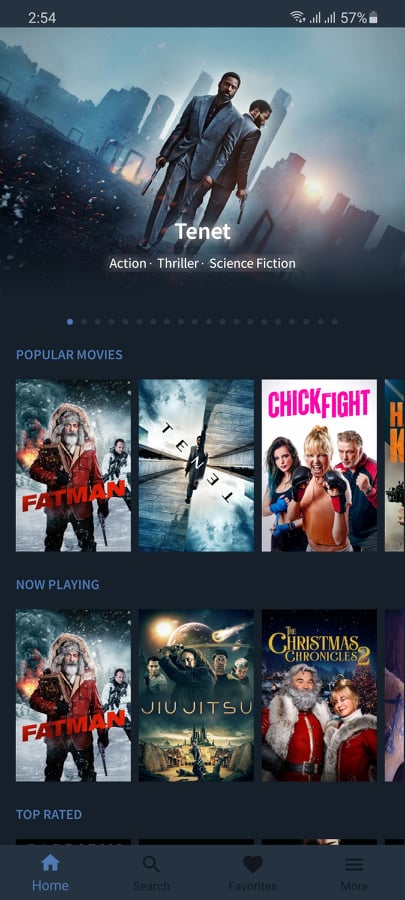 2:54
57%
Tenet
Action · Thriller · Science Fiction
POPULAR MOVIES
FATMAN
TENET
CHICKFIGHT
NOW PLAYING
FATMAN
JIU JITSU
THE
CHRISTMAS
CHRONICLES 2
TOP RATED
Home
Search
Favorites
More